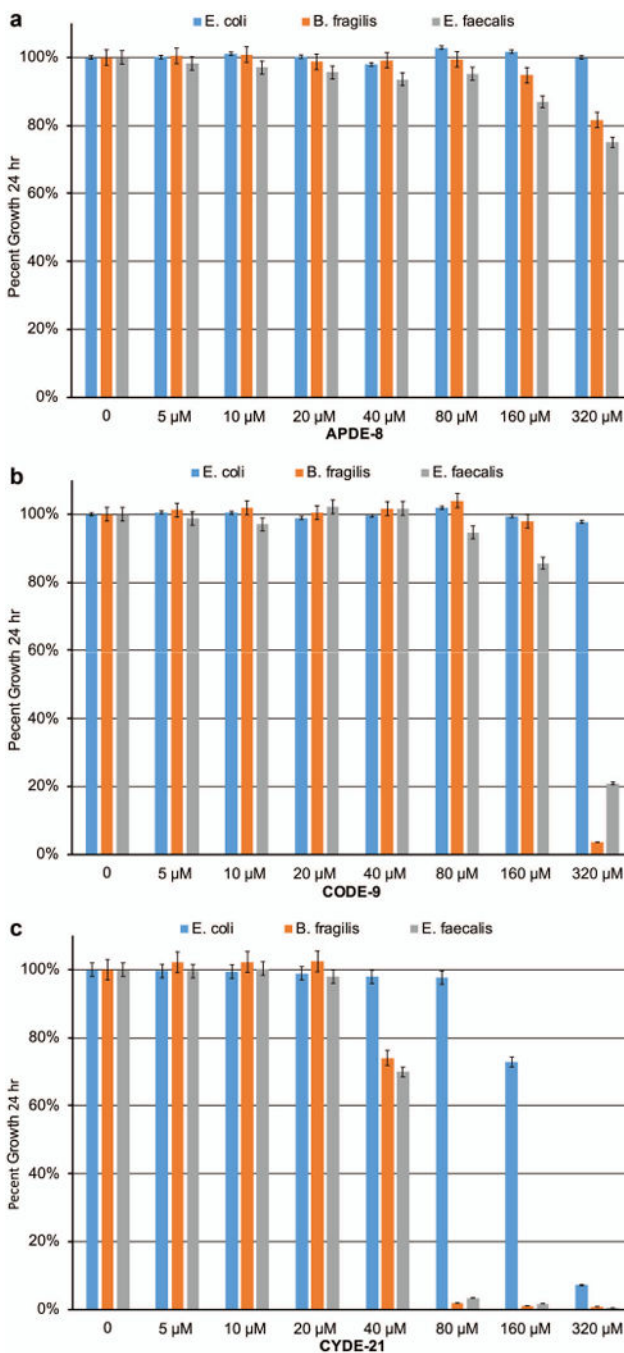 a
E. coli B. fragilis E. faecalis
100%
80%
60%
40%
20%
0%
Pecent Growth 24 hr
0 5 µM 10 µM 20 µM 40 µM 80 µM 160 µM 320 µM
APDE-8
b
E. coli B. fragilis E. faecalis
100%
80%
60%
40%
20%
0%
Pecent Growth 24 hr
0 5 µM 10 µM 20 µM 40 µM 80 µM 160 µM 320 µM
CODE-9
c
E. coli B. fragilis E. faecalis
100%
80%
60%
40%
20%
0%
Pecent Growth 24 hr
0 5 µM 10 µM 20 µM 40 µM 80 µM 160 µM 320 µM
CYDE-21